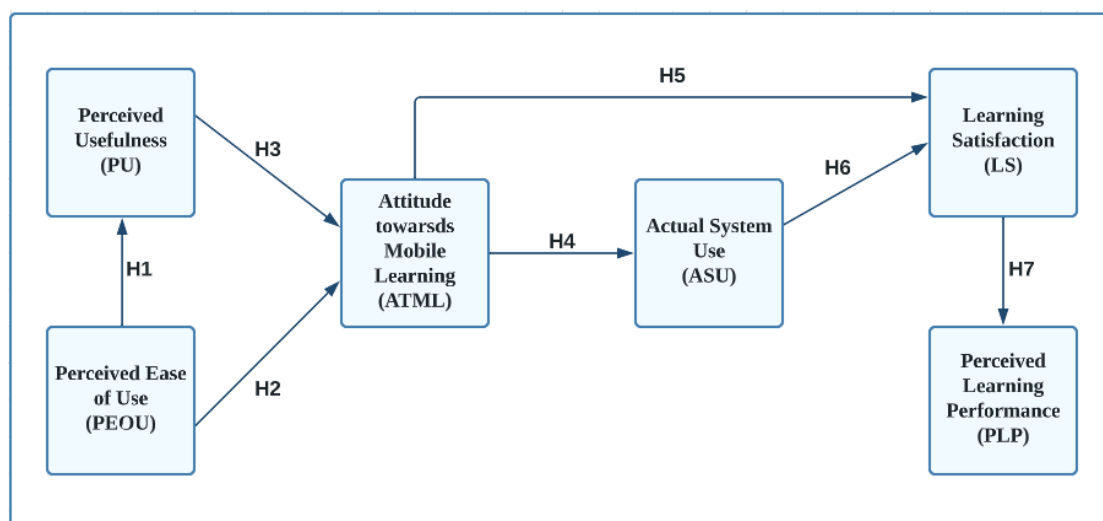 Perceived
Usefulness
(PU)
H1
Perceived Ease
of Use
(PEOU)
H3
H2
Attitude
towarsds
Mobile
Learning
(ATML)
H5
H4
Actual System
Use
(ASU)
H6
Learning
Satisfaction
(LS)
H7
Perceived
Learning
Performance
(PLP)